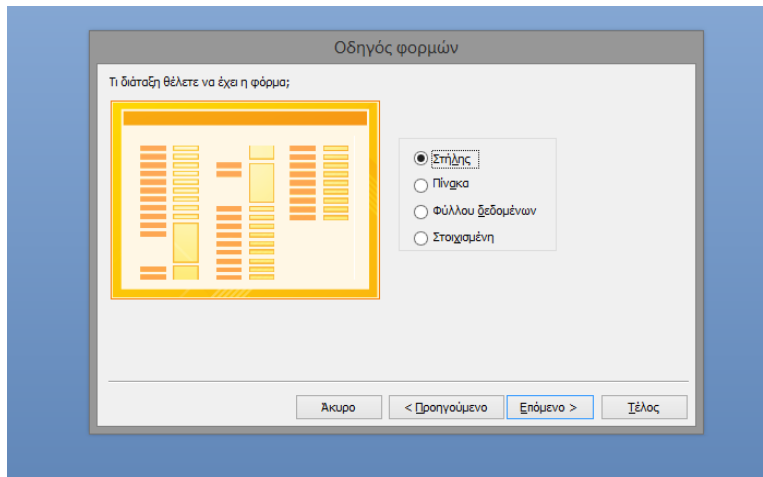 Οδηγός φορμών
Τι διάταξη θέλετε να έχει η φόρμα;
Στήλης
Πίνακα
Φύλλου δεδομένων
Στοιχισμένη
Άκυρο
< Προηγούμενο
Επόμενο >
Τέλος